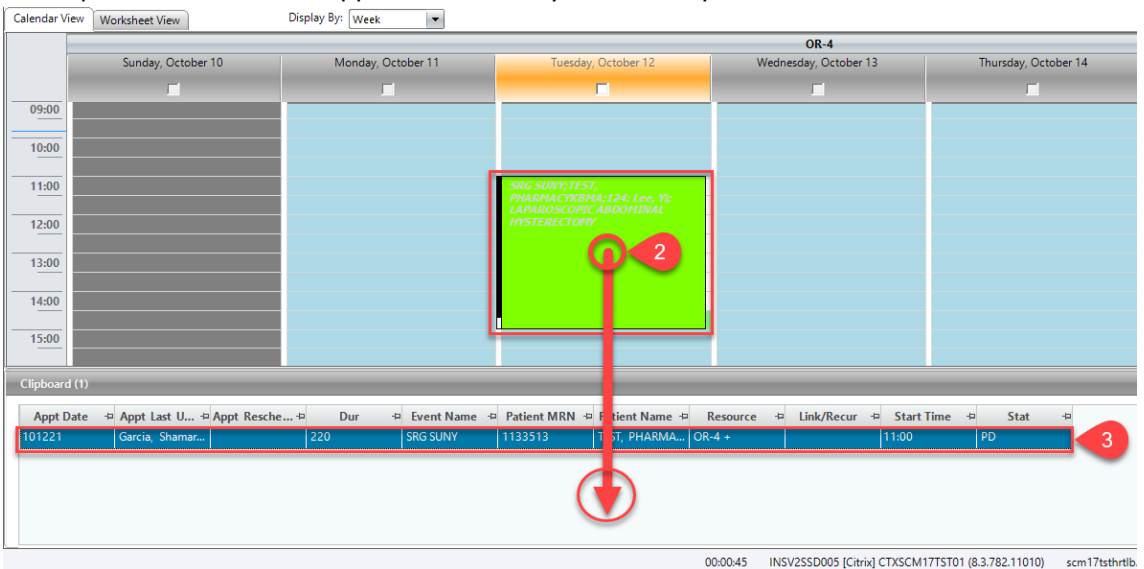 Calendar View Worksheet View Display By: Week
OR-4
Sunday, October 10 Monday, October 11 Tuesday, October 12 Wednesday, October 13 Thursday, October 14
09:00
10:00
11:00
SRG SUNY;TEST,
PHARMACYKBMA;124: Lee, Yi;
LAPAROSCOPIC ABDOMINAL
HYSTERECTOMY
12:00
2
13:00
14:00
15:00
Clipboard (1)
Appt Date Appt Last U... Appt Resche... Dur Event Name Patient MRN Patient Name Resource Link/Recur Start Time Stat
101221 Garcia, Shamar... 220 SRG SUNY 1133513 TEST, PHARMA... OR-4 + 11:00 PD
3
00:00:45 INSV2SSD005 [Citrix] CTXSCM17TST01 (8.3.782.11010) scm17tsthrtlb.